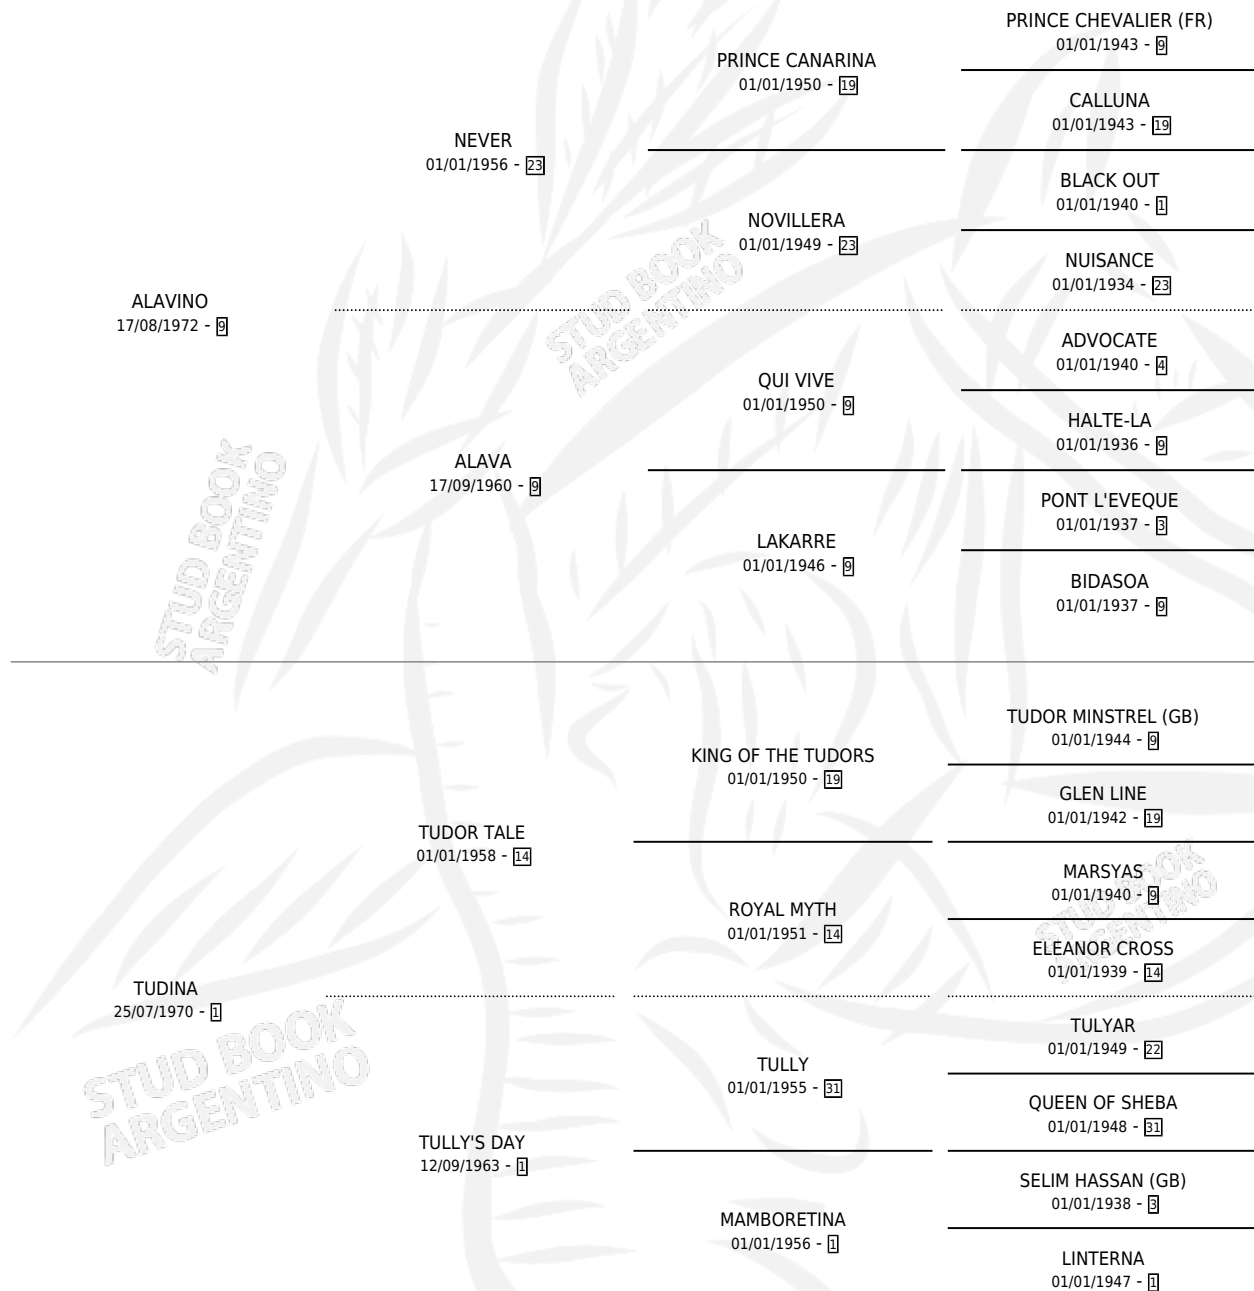 PRINCE CHEVALIER (FR)
01/01/1943 - 9
PRINCE CANARINA
01/01/1950 - 19
CALLUNA
01/01/1943 - 19
NEVER
01/01/1956 - 23
BLACK OUT
01/01/1940 - 1
NOVILLERA
01/01/1949 - 23
NUISANCE
01/01/1934 - 23
ALAVINO
17/08/1972 - 9
ADVOCATE
01/01/1940 - 4
QUI VIVE
01/01/1950 - 9
HALTE-LA
01/01/1936 - 9
ALAVA
17/09/1960 - 9
PONT L'EVEQUE
01/01/1937 - 3
LAKARRE
01/01/1946 - 9
BIDASOA
01/01/1937 - 9
TUDOR MINSTREL (GB)
01/01/1944 - 9
KING OF THE TUDORS
01/01/1950 - 19
GLEN LINE
01/01/1942 - 19
TUDOR TALE
01/01/1958 - 14
MARSYAS
01/01/1940 - 9
ROYAL MYTH
01/01/1951 - 14
ELEANOR CROSS
01/01/1939 - 14
TUDINA
25/07/1970 - 1
TULYAR
01/01/1949 - 22
TULLY
01/01/1955 - 31
QUEEN OF SHEBA
01/01/1948 - 31
TULLY'S DAY
12/09/1963 - 1
SELIM HASSAN (GB)
01/01/1938 - 3
MAMBORETINA
01/01/1956 - 1
LINTERNA
01/01/1947 - 1
STUD BOOK
ARGENTINO
STUD BOOK
ARGENTINO
STUD BOOK
ARGENTINO
STUD BOOK
ARGENTINO